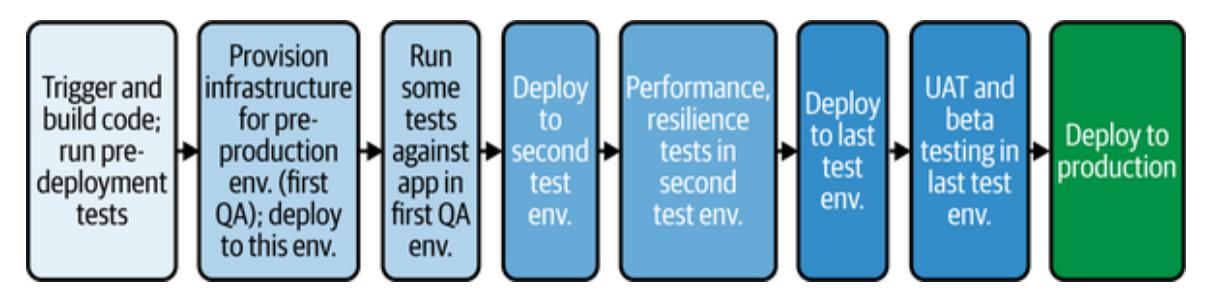 Trigger and
build code;
run pre-
deployment
tests
Provision
infrastructure
for pre-
production
env. (first
QA); deploy
to this env.
Run
some
tests
against
app in
first QA
env.
Deploy
to
second
test
env.
Performance,
resilience
tests in
second
test env.
Deploy
to last
test
env.
UAT and
beta
testing in
last test
env.
Deploy to
production